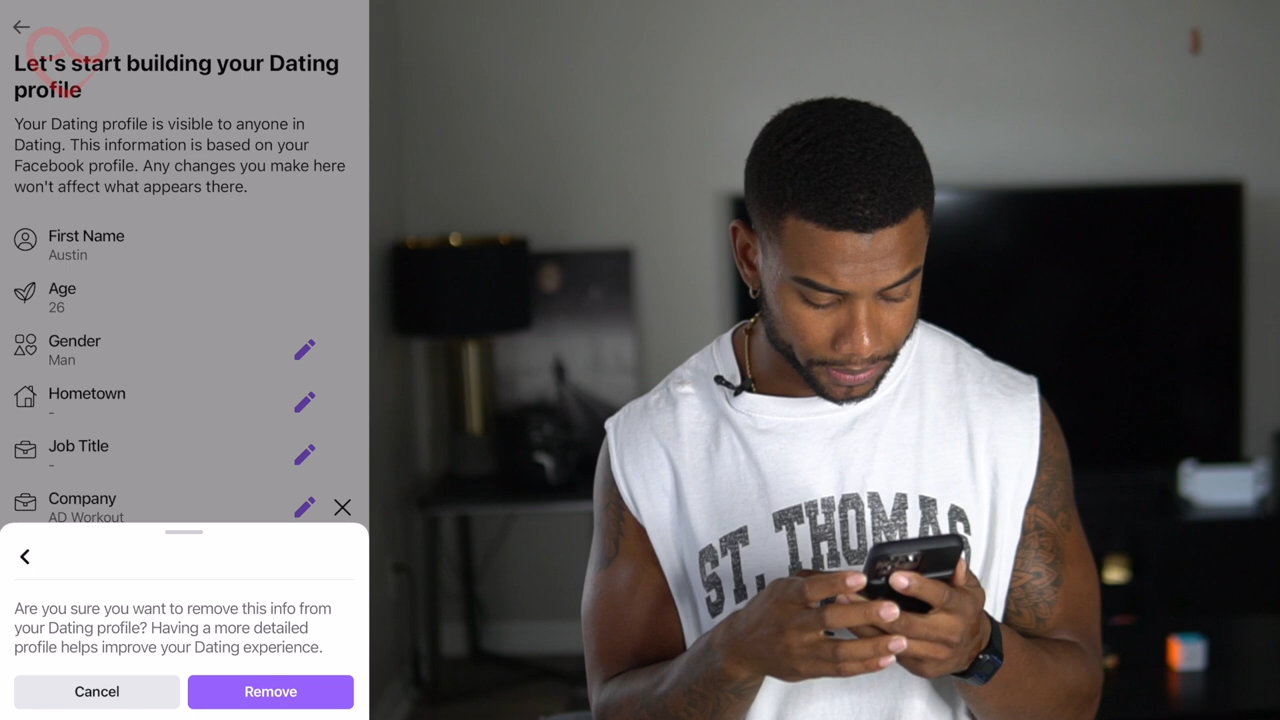 Let's start building your Dating
profile
Your Dating profile is visible to anyone in
Dating. This information is based on your
Facebook profile. Any changes you make here
won't affect what appears there.
First Name
Austin
Age
26
Gender
Man
Hometown
-
Job Title
-
Company
AD Workout
Are you sure you want to remove this info from
your Dating profile? Having a more detailed
profile helps improve your Dating experience.
Cancel
Remove
ST. THOMAS